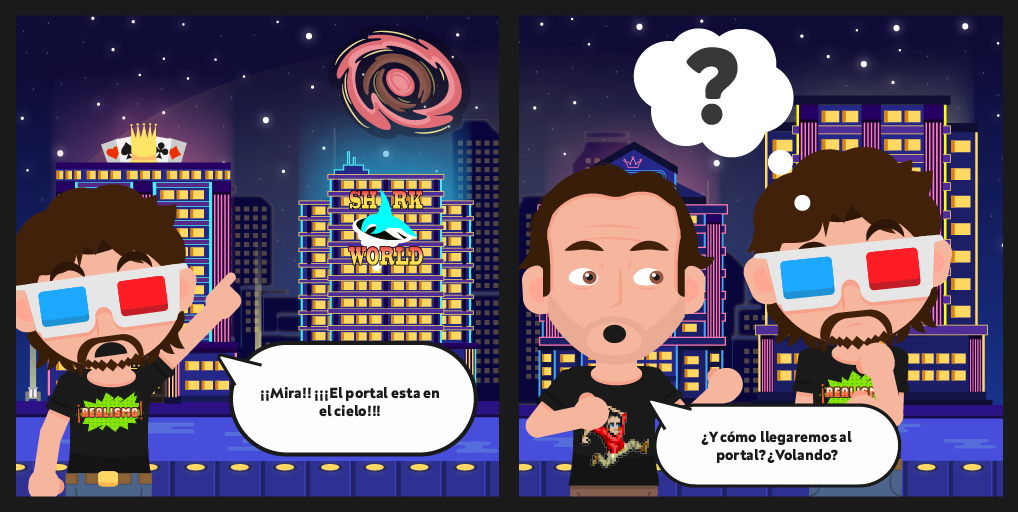 SHARK
WORLD
REALISMO
¡¡Mira!! ¡¡¡El portal esta en
el cielo!!!
?
¿Y cómo llegaremos al
portal? ¿Volando?